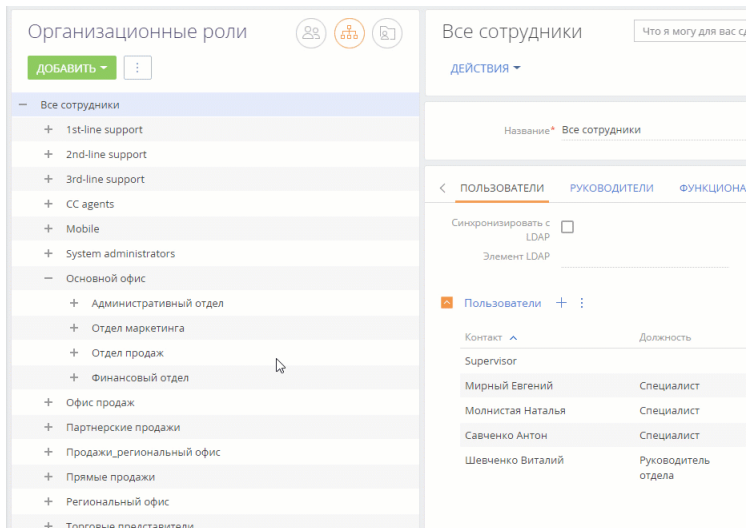 Организационные роли
ДОБАВИТЬ
Все сотрудники
1st-line support
2nd-line support
3rd-line support
CC agents
Mobile
System administrators
Основной офис
Административный отдел
Отдел маркетинга
Отдел продаж
Финансовый отдел
Офис продаж
Партнерские продажи
Продажи_региональный офис
Прямые продажи
Региональный офис
Торговые представители
Все сотрудники
Что я могу для вас сд
ДЕЙСТВИЯ
Название* Все сотрудники
ПОЛЬЗОВАТЕЛИ РУКОВОДИТЕЛИ ФУНКЦИОНА
Синхронизировать с
LDAP
Элемент LDAP
Пользователи
Контакт Должность
Supervisor
Мирный Евгений Специалист
Молнистая Наталья Специалист
Савченко Антон Специалист
Шевченко Виталий Руководитель
отдела